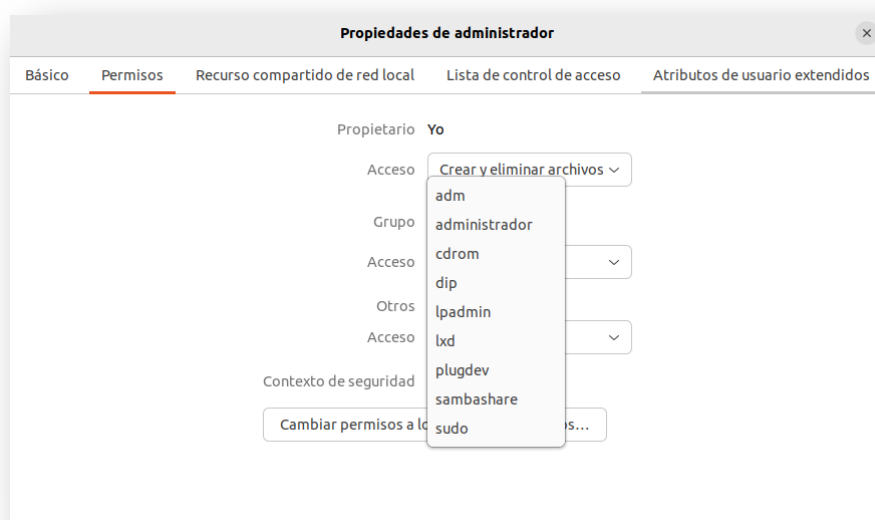 Propiedades de administrador
Básico Permisos Recurso compartido de red local Lista de control de acceso Atributos de usuario extendidos
Propietario Yo
Acceso Crear y eliminar archivos
adm
Grupo administrador
cdrom
Acceso
dip
Otros
lpadmin
Acceso lxd
plugdev
Contexto de seguridad
sambashare
Cambiar permisos a lo sudo s...